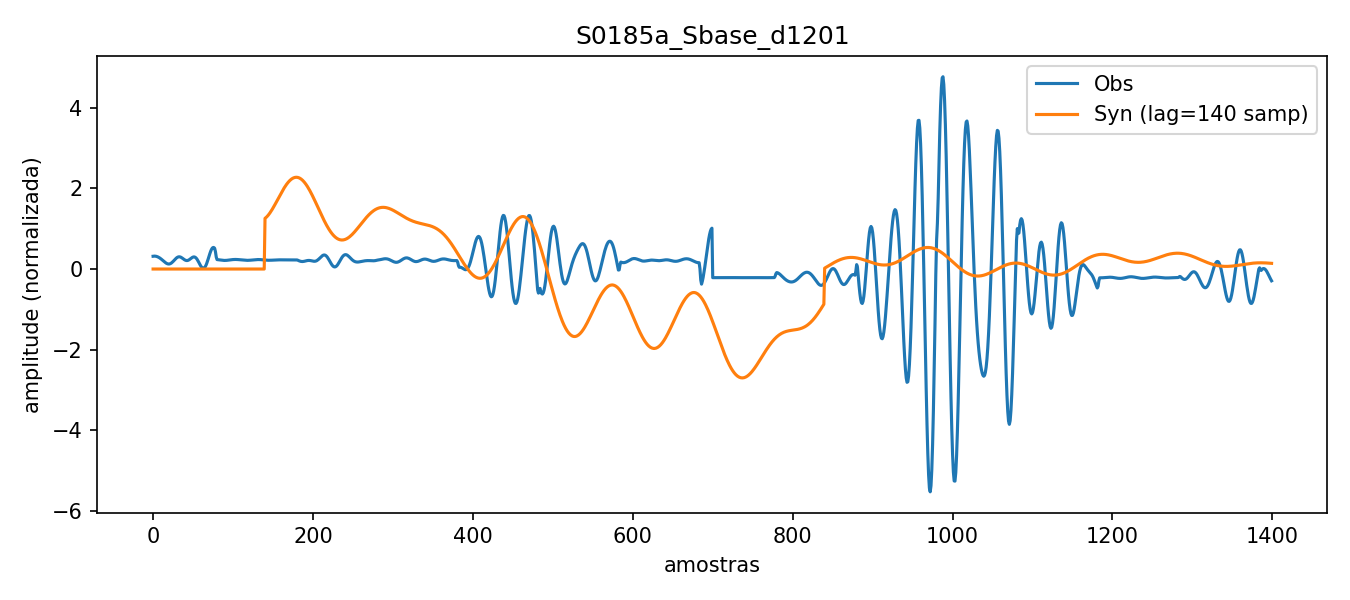 S0185a_Sbase_d1201
Obs
Syn (lag=140 samp)
amplitude (normalizada)
4
2
0
−2
−4
−6
0 200 400 600 800 1000 1200 1400
amostras